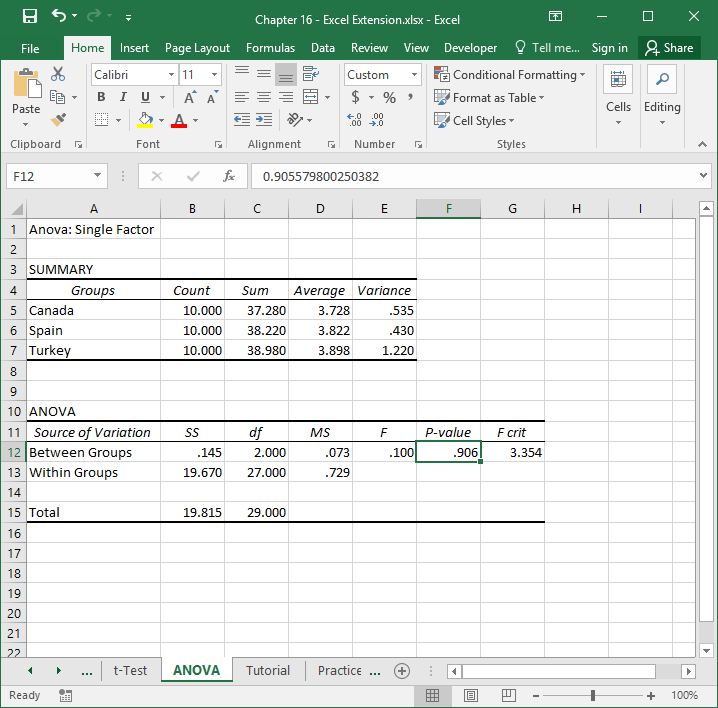 Chapter 16 - Excel Extension.xlsx - Excel
File Home Insert Page Layout Formulas Data Review View Developer Tell me... Sign in Share
Paste
Calibri 11
B I U A A
A
Custom
$ % ,
.0 .00
.00 .0
Conditional Formatting
Format as Table
Cell Styles
Cells
Editing
Clipboard Font Alignment Number Styles
F12 fx 0.905579800250382
A B C D E F G H I
1 Anova: Single Factor
2
3 SUMMARY
4 Groups Count Sum Average Variance
5 Canada 10.000 37.280 3.728 .535
6 Spain 10.000 38.220 3.822 .430
7 Turkey 10.000 38.980 3.898 1.220
8
9
10 ANOVA
11 Source of Variation SS df MS F P-value F crit
12 Between Groups .145 2.000 .073 .100 .906 3.354
13 Within Groups 19.670 27.000 .729
14
15 Total 19.815 29.000
16
17
18
19
20
21
22
... t-Test ANOVA Tutorial Practice ...
Ready 100%